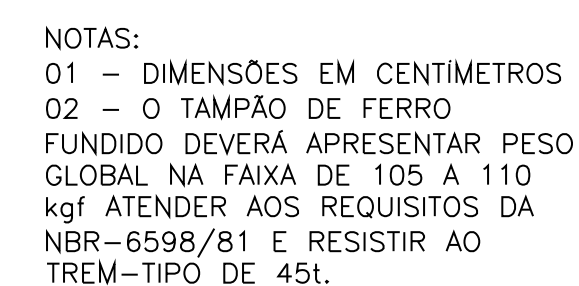 NOTAS:
01 – DIMENSÕES EM CENTÍMETROS
02 – O TAMPÃO DE FERRO
FUNDIDO DEVERÁ APRESENTAR PESO
GLOBAL NA FAIXA DE 105 A 110
kgf ATENDER AOS REQUISITOS DA
NBR–6598/81 E RESISTIR AO
TREM–TIPO DE 45t.